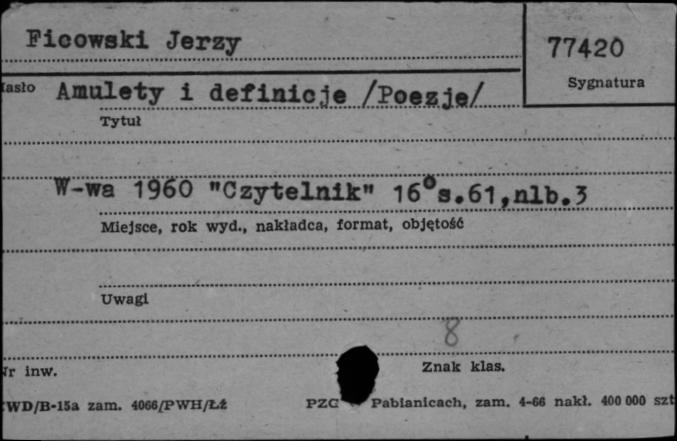 Ficowski Jerzy
77420
Sygnatura
Hasło Amulety i definicje /Poezje/
Tytuł
W-wa 1960 "Czytelnik" 16° s.61,nlb.3
Miejsce, rok wyd., nakładca, format, objętość
Uwagi
8
Nr inw.
Znak klas.
WD/B-15a zam. 4066/PWH/Łź
PZG Pabianicach, zam. 4-66 nakł. 400 000 szt